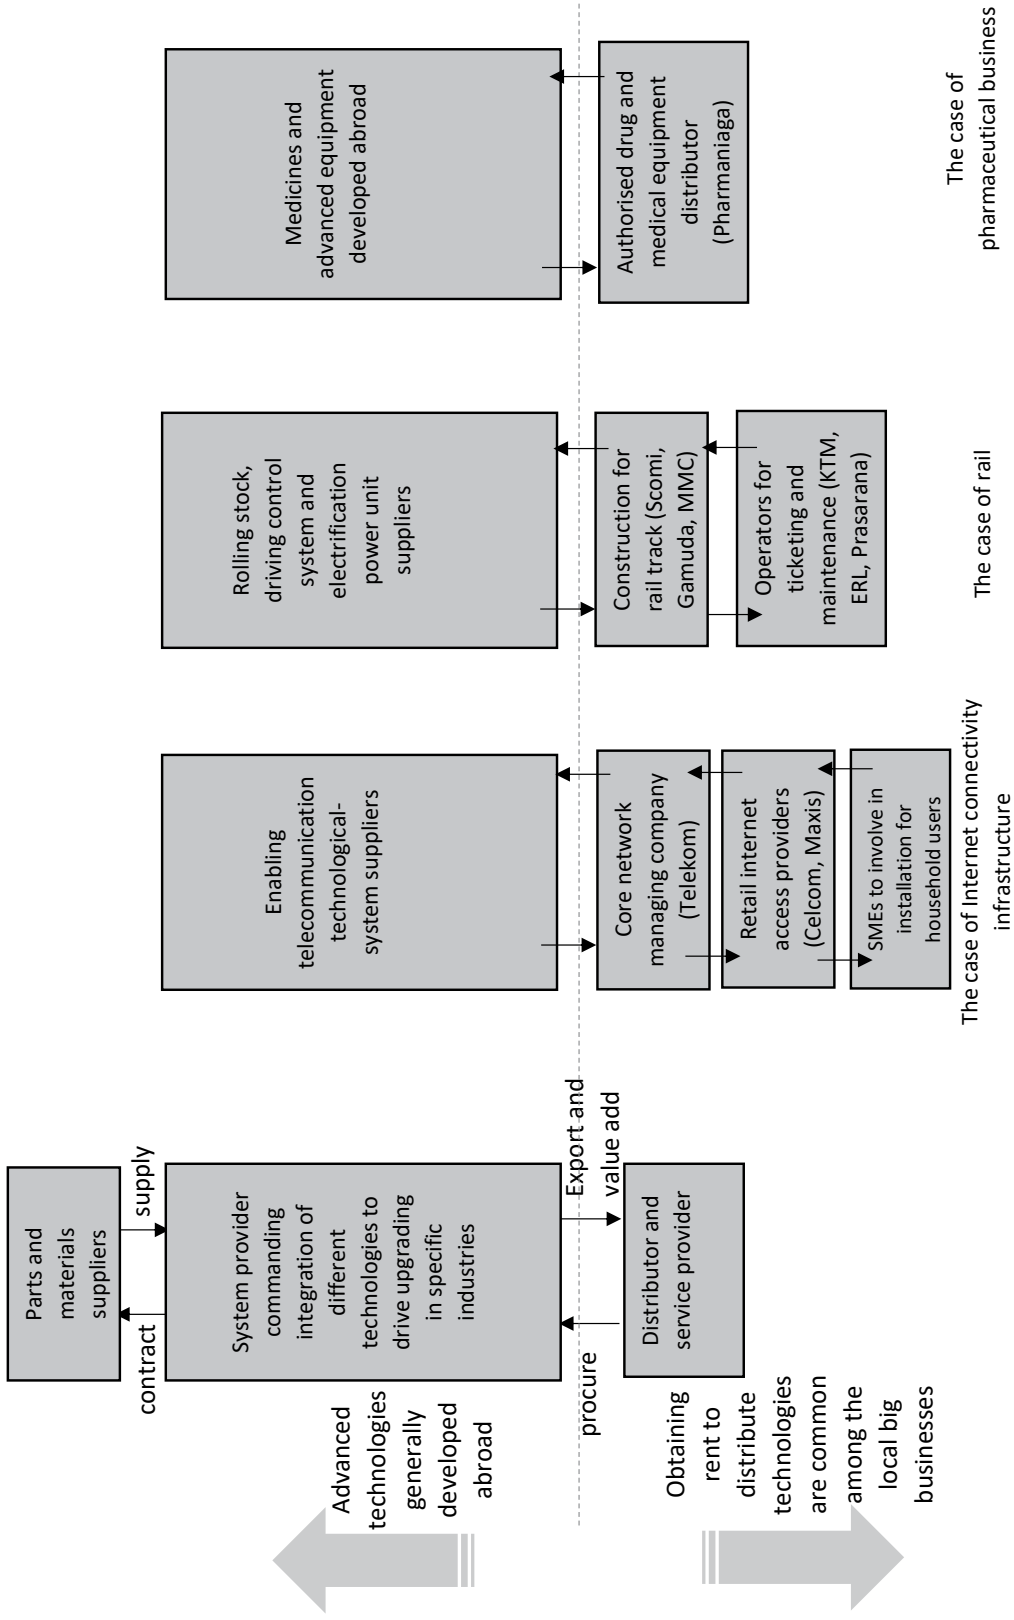 Parts and
materials
suppliers
contract
supply
System provider
commanding
integration of
different
technologies to
drive upgrading
in specific
industries
Advanced
technologies
generally
developed
abroad
procure
Export and
value add
Distributor and
service provider
Obtaining
rent to
distribute
technologies
are common
among the
local big
businesses
Enabling
telecommunication
technological-
system suppliers
Core network
managing company
(Telekom)
Retail internet
access providers
(Celcom, Maxis)
SMEs to involve in
installation for
household users
The case of Internet connectivity
infrastructure
Rolling stock,
driving control
system and
electrification
power unit
suppliers
Construction for
rail track (Scomi,
Gamuda, MMC)
Operators for
ticketing and
maintenance (KTM,
ERL, Prasarana)
The case of rail
Medicines and
advanced equipment
developed abroad
Authorised drug and
medical equipment
distributor
(Pharmaniaga)
The case of
pharmaceutical business